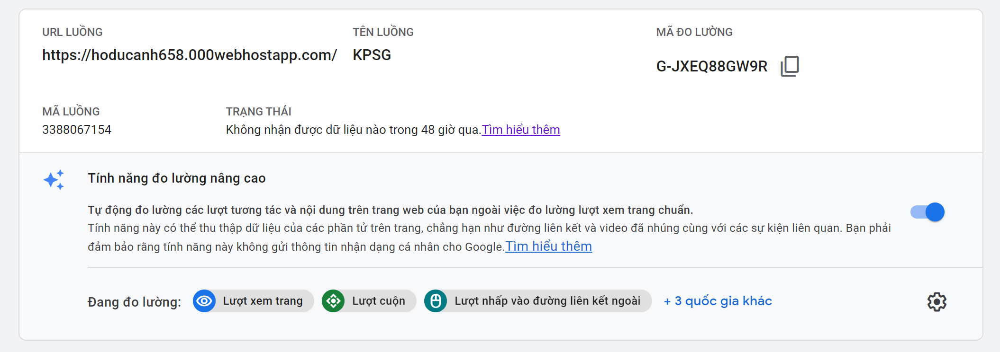 URL LUỒNG
https://hoducanh658.000webhostapp.com/
TÊN LUỒNG
KPSG
MÃ ĐO LƯỜNG
G-JXEQ88GW9R
MÃ LUỒNG
3388067154
TRẠNG THÁI
Không nhận được dữ liệu nào trong 48 giờ qua.Tìm hiểu thêm
Tính năng đo lường nâng cao
Tự động đo lường các lượt tương tác và nội dung trên trang web của bạn ngoài việc đo lường lượt xem trang chuẩn.
Tính năng này có thể thu thập dữ liệu của các phần tử trên trang, chẳng hạn như đường liên kết và video đã nhúng cùng với các sự kiện liên quan. Bạn phải
đảm bảo rằng tính năng này không gửi thông tin nhận dạng cá nhân cho Google.Tìm hiểu thêm
Đang đo lường: Lượt xem trang Lượt cuộn Lượt nhấp vào đường liên kết ngoài + 3 quốc gia khác